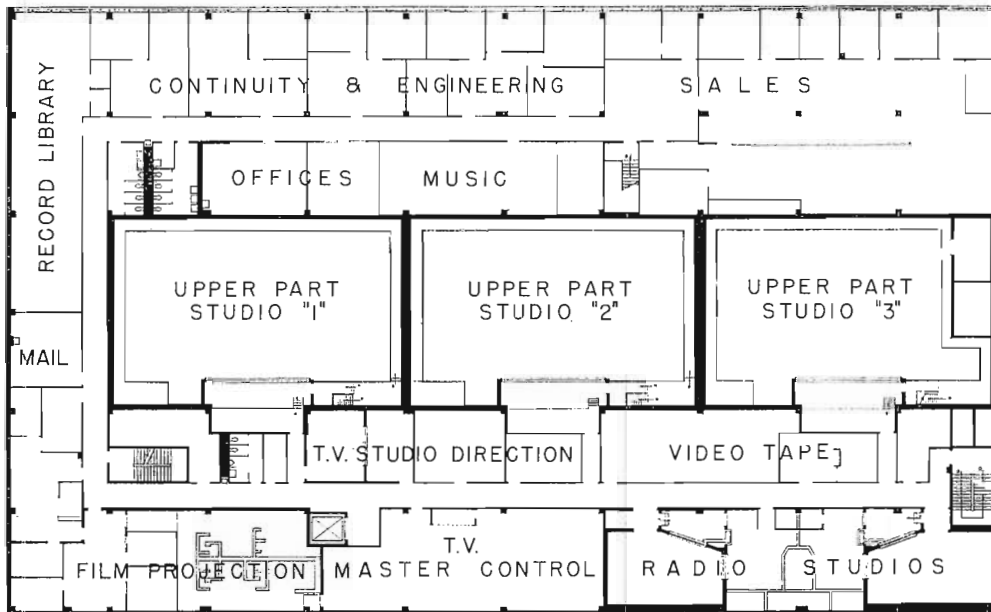 CONTINUITY & ENGINEERING
SALES
RECORD LIBRARY
OFFICES
MUSIC
UPPER PART
STUDIO "1"
UPPER PART
STUDIO "2"
UPPER PART
STUDIO "3"
MAIL
T.V. STUDIO DIRECTION
VIDEO TAPE
FILM PROJECTION
T.V.
MASTER CONTROL
RADIO STUDIOS